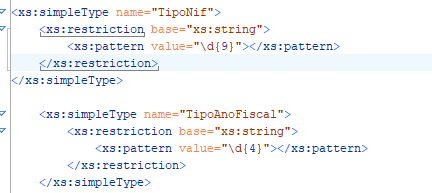 <xs:simpleType name="TipoNif">
<xs:restriction base="xs:string">
<xs:pattern value="\d{9}"></xs:pattern>
</xs:restriction>
</xs:simpleType>
<xs:simpleType name="TipoAnoFiscal">
<xs:restriction base="xs:string">
<xs:pattern value="\d{4}"></xs:pattern>
</xs:restriction>
</xs:simpleType>